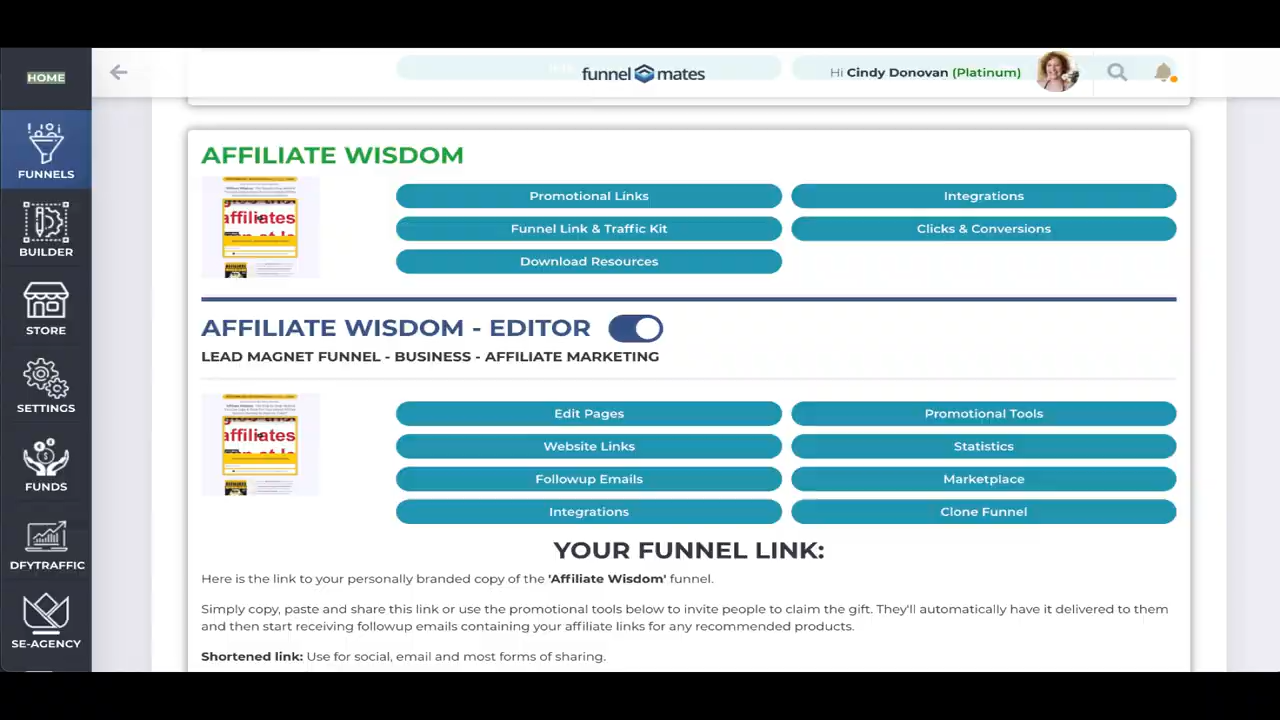 HOME
funnel mates
Hi Cindy Donovan (Platinum)
FUNNELS
BUILDER
STORE
SETTINGS
FUNDS
DFYTRAFFIC
SE-AGENCY
AFFILIATE WISDOM
affiliates
Promotional Links
Integrations
Funnel Link & Traffic Kit
Clicks & Conversions
Download Resources
AFFILIATE WISDOM - EDITOR
LEAD MAGNET FUNNEL - BUSINESS - AFFILIATE MARKETING
affiliates
Edit Pages
Promotional Tools
Website Links
Statistics
Followup Emails
Marketplace
Integrations
Clone Funnel
YOUR FUNNEL LINK:
Here is the link to your personally branded copy of the 'Affiliate Wisdom' funnel.
Simply copy, paste and share this link or use the promotional tools below to invite people to claim the gift. They'll automatically have it delivered to them
and then start receiving followup emails containing your affiliate links for any recommended products.
Shortened link: Use for social, email and most forms of sharing.